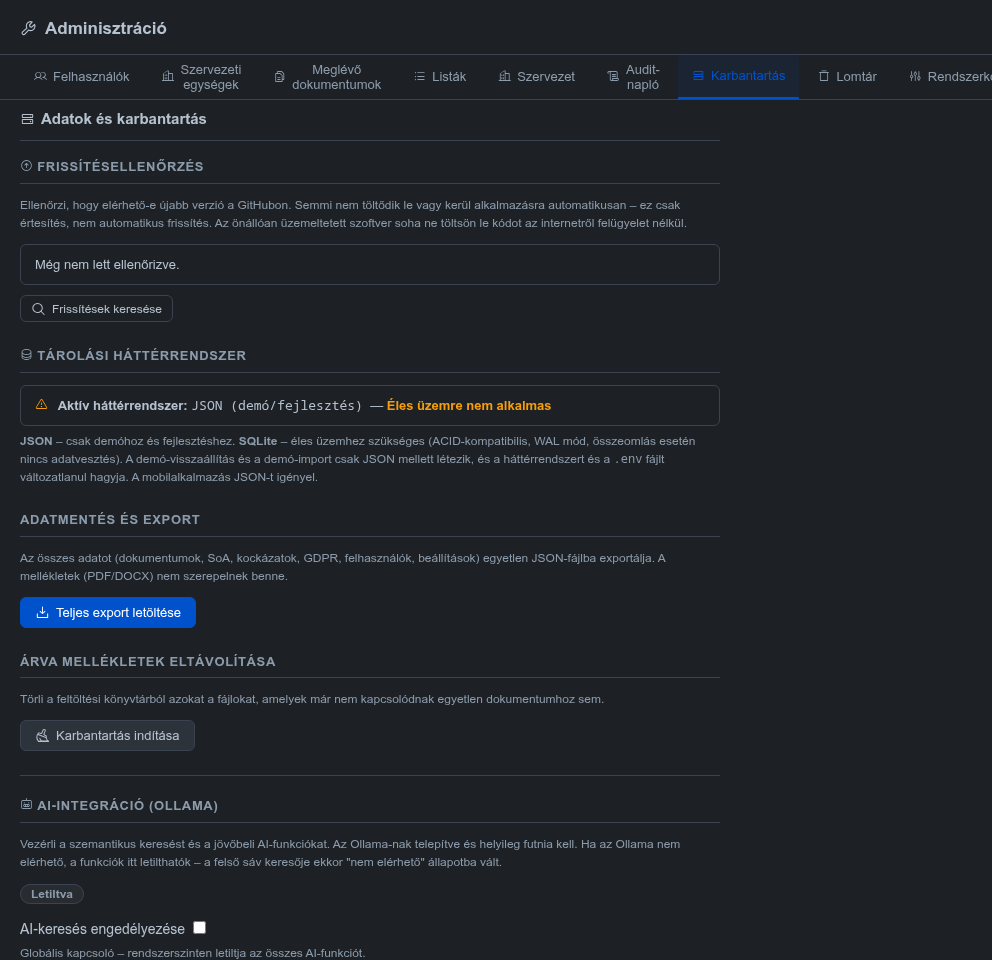 Adminisztráció
Felhasználók
Szervezeti
egységek
Meglévő
dokumentumok
Listák
Szervezet
Audit-
napló
Karbantartás
Lomtár
Adatok és karbantartás
FRISSÍTÉSELLENŐRZÉS
Ellenőrzi, hogy elérhető-e újabb verzió a GitHubon. Semmi nem töltődik le vagy kerül alkalmazásra automatikusan – ez csak
értesítés, nem automatikus frissítés. Az önállóan üzemeltetett szoftver soha ne töltsön le kódot az internetről felügyelet nélkül.
Még nem lett ellenőrizve.
Frissítések keresése
TÁROLÁSI HÁTTÉRRENDSZER
Aktív háttérrendszer: JSON (demó/fejlesztés) — Éles üzemre nem alkalmas
JSON – csak demóhoz és fejlesztéshez. SQLite – éles üzemhez szükséges (ACID-kompatibilis, WAL mód, összeomlás esetén
nincs adatvesztés). A demó-visszaállítás és a demó-import csak JSON mellett létezik, és a háttérrendszert és a .env fájlt
változatlanul hagyja. A mobilalkalmazás JSON-t igényel.
ADATMENTÉS ÉS EXPORT
Az összes adatot (dokumentumok, SoA, kockázatok, GDPR, felhasználók, beállítások) egyetlen JSON-fájlba exportálja. A
mellékletek (PDF/DOCX) nem szerepelnek benne.
Teljes export letöltése
ÁRVA MELLÉKLETEK ELTÁVOLÍTÁSA
Törli a feltöltési könyvtárból azokat a fájlokat, amelyek már nem kapcsolódnak egyetlen dokumentumhoz sem.
Karbantartás indítása
AI-INTEGRÁCIÓ (OLLAMA)
Vezérli a szemantikus keresést és a jövőbeli AI-funkciókat. Az Ollama-nak telepítve és helyileg futnia kell. Ha az Ollama nem
elérhető, a funkciók itt letilthatók – a felső sáv keresője ekkor "nem elérhető" állapotba vált.
Letiltva
AI-keresés engedélyezése
Globális kapcsoló – rendszerszinten letiltja az összes AI-funkciót.